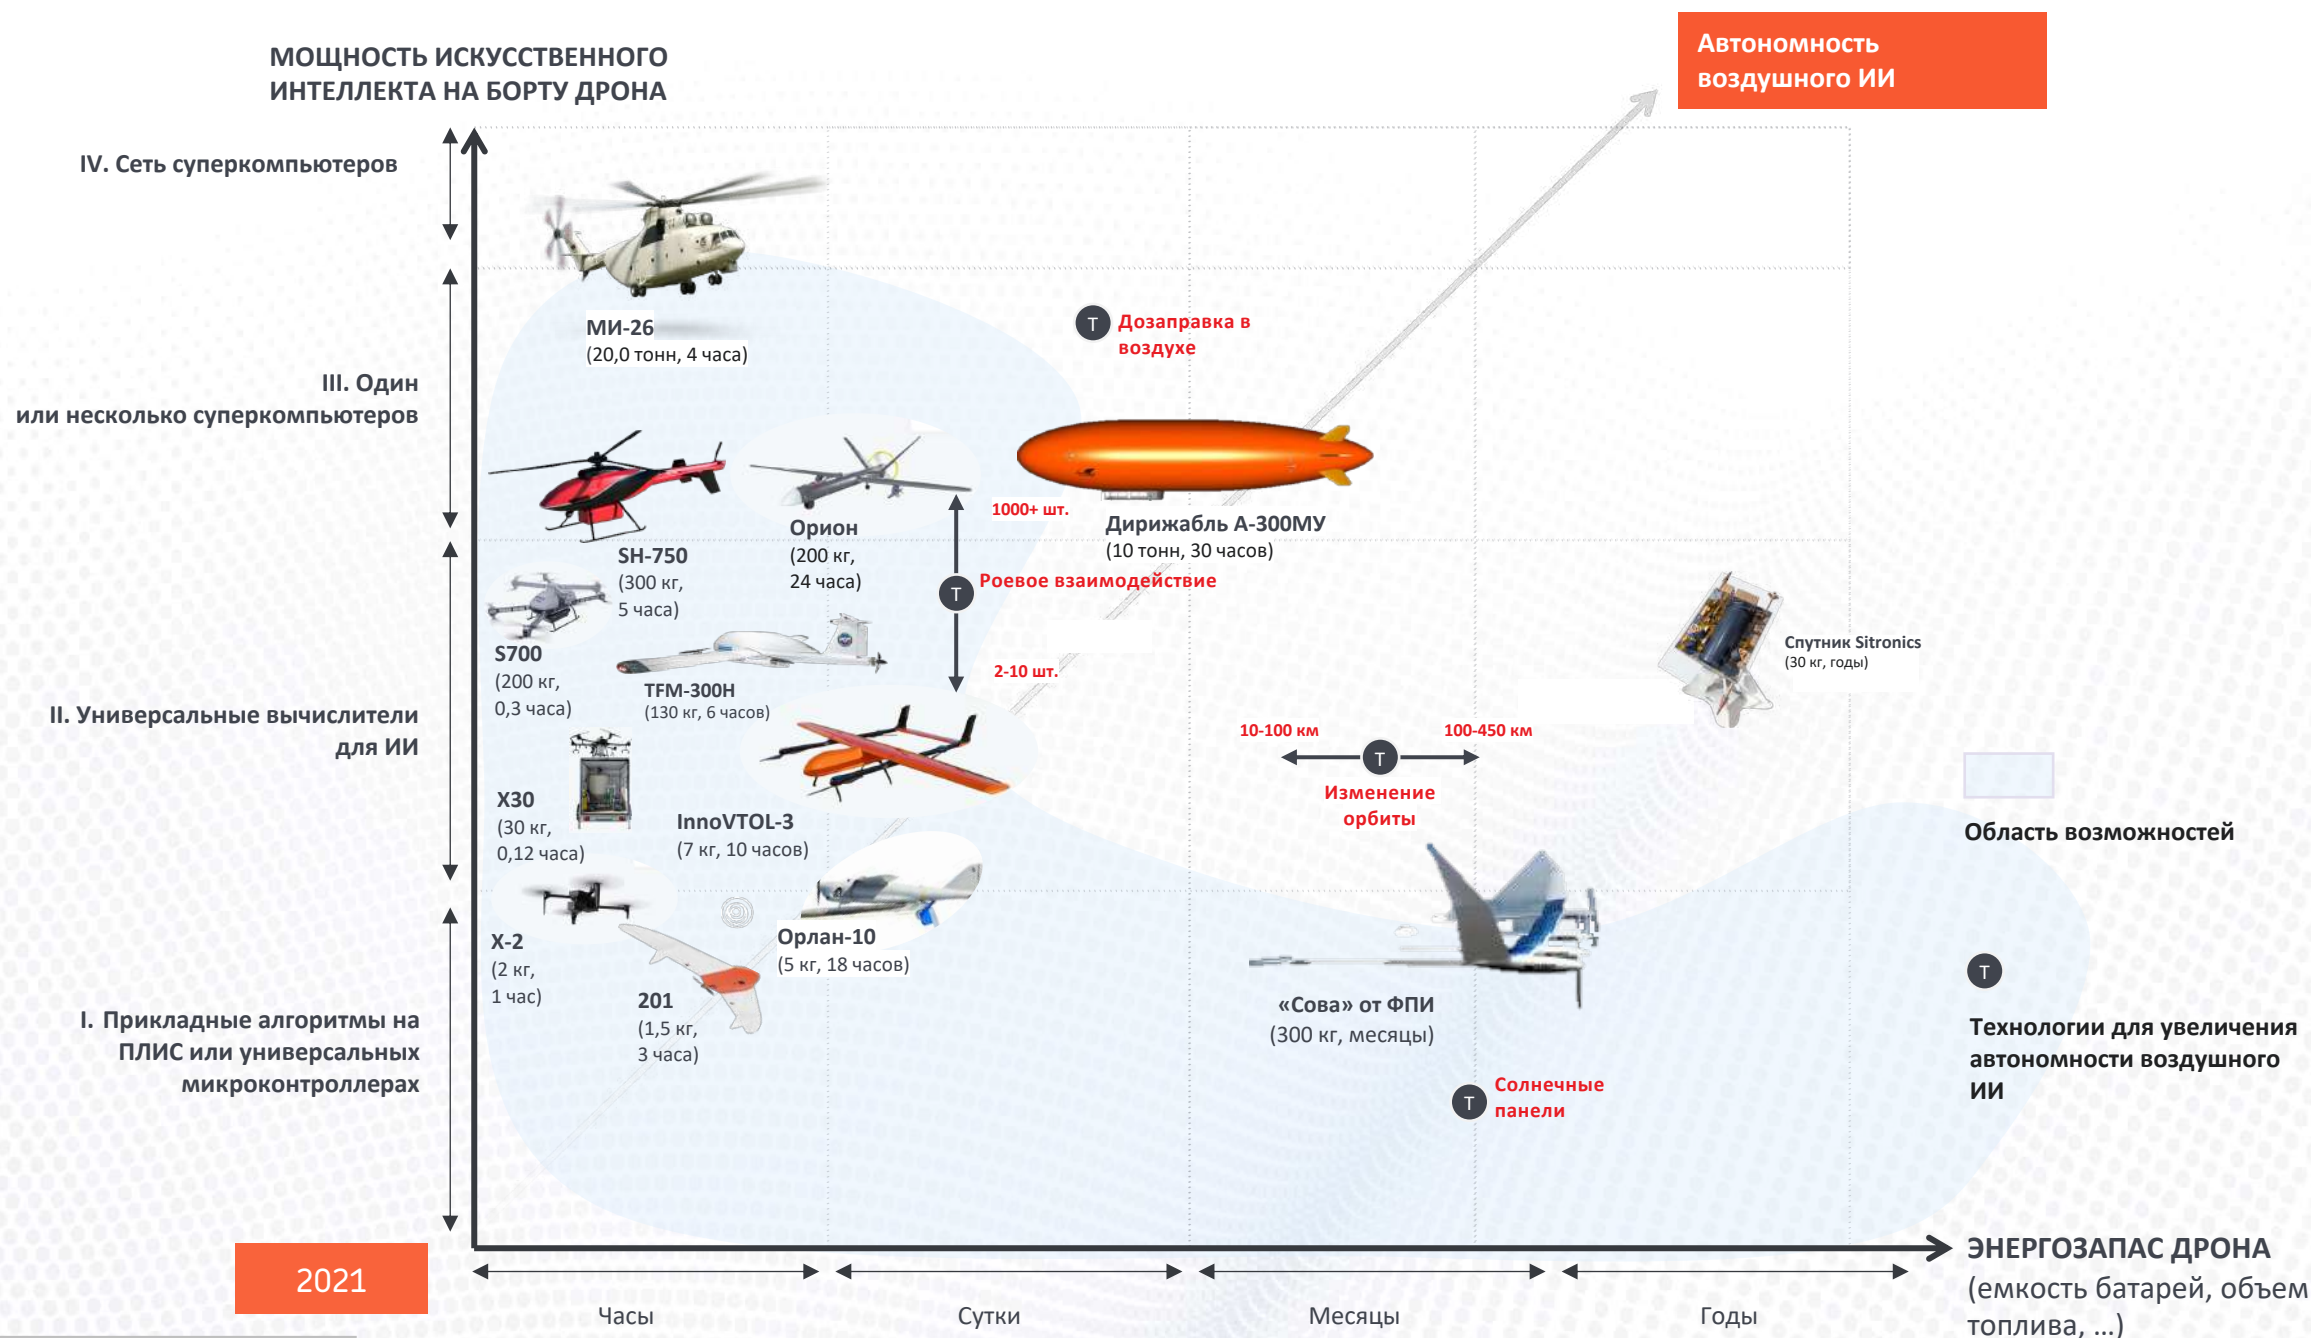 МОЩНОСТЬ ИСКУССТВЕННОГО
ИНТЕЛЛЕКТА НА БОРТУ ДРОНА
Автономность
воздушного ИИ
IV. Сеть суперкомпьютеров
МИ-26
(20,0 тонн, 4 часа)
Т
Дозаправка в
воздухе
III. Один
или несколько суперкомпьютеров
1000+ шт.
Орион
(200 кг,
24 часа)
Дирижабль А-300МУ
(10 тонн, 30 часов)
SH-750
(300 кг,
5 часа)
Т
Роевое взаимодействие
2-10 шт.
S700
(200 кг,
0,3 часа)
TFM-300H
(130 кг, 6 часов)
Спутник Sitronics
(30 кг, годы)
II. Универсальные вычислители
для ИИ
10-100 км
100-450 км
Т
Изменение
орбиты
X30
(30 кг,
0,12 часа)
InnoVTOL-3
(7 кг, 10 часов)
Область возможностей
X-2
(2 кг,
1 час)
Орлан-10
(5 кг, 18 часов)
201
(1,5 кг,
3 часа)
«Сова» от ФПИ
(300 кг, месяцы)
Т
Технологии для увеличения
автономности воздушного
ИИ
I. Прикладные алгоритмы на
ПЛИС или универсальных
микроконтроллерах
Т
Солнечные
панели
2021
Часы
Сутки
Месяцы
Годы
ЭНЕРГОЗАПАС ДРОНА
(емкость батарей, объем
топлива, ...)